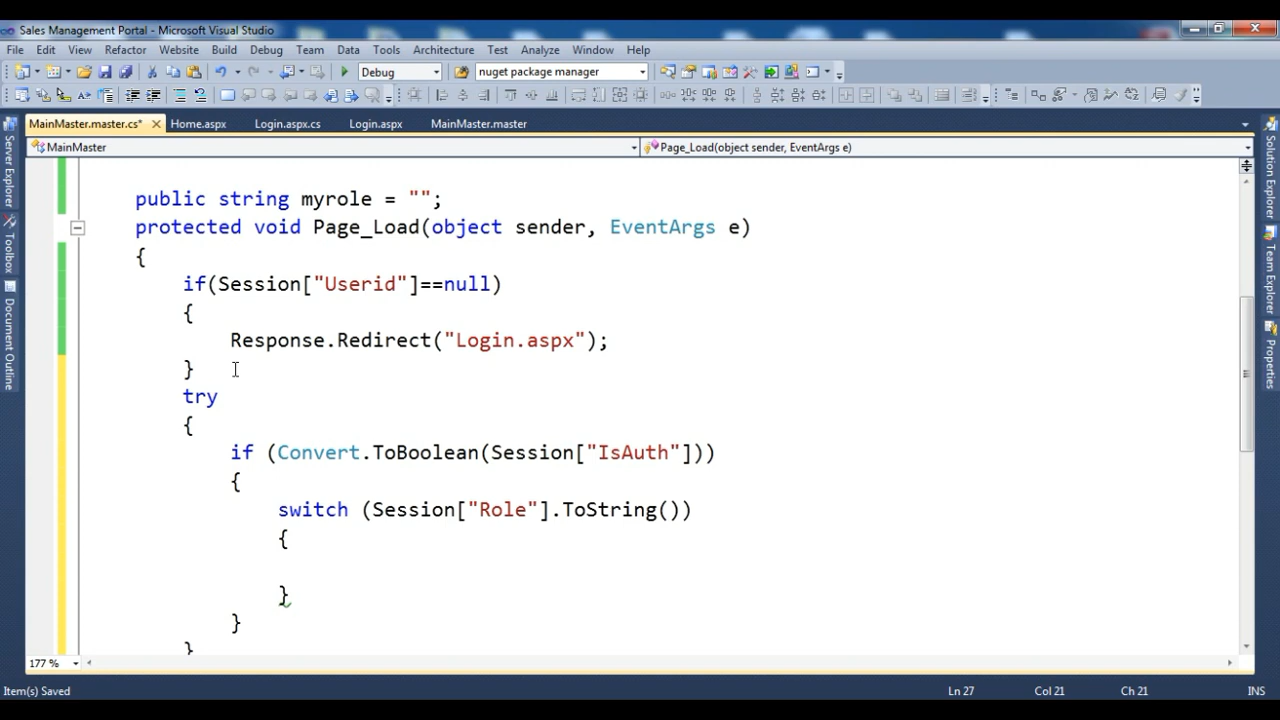 Sales Management Portal - Microsoft Visual Studio
File Edit View Refactor Website Build Debug Team Data Tools Architecture Test Analyze Window Help
Debug nuget package manager
MainMaster.master.cs* Home.aspx Login.aspx.cs Login.aspx MainMaster.master
MainMaster Page_Load(object sender, EventArgs e)
public string myrole = "";
protected void Page_Load(object sender, EventArgs e)
{
if(Session["Userid"]==null)
{
Response.Redirect("Login.aspx");
}
try
{
if (Convert.ToBoolean(Session["IsAuth"]))
{
switch (Session["Role"].ToString())
{
}
}
}
177 %
Item(s) Saved Ln 27 Col 21 Ch 21 INS
Server Explorer
Toolbox
Document Outline
Solution Explorer
Team Explorer
Properties